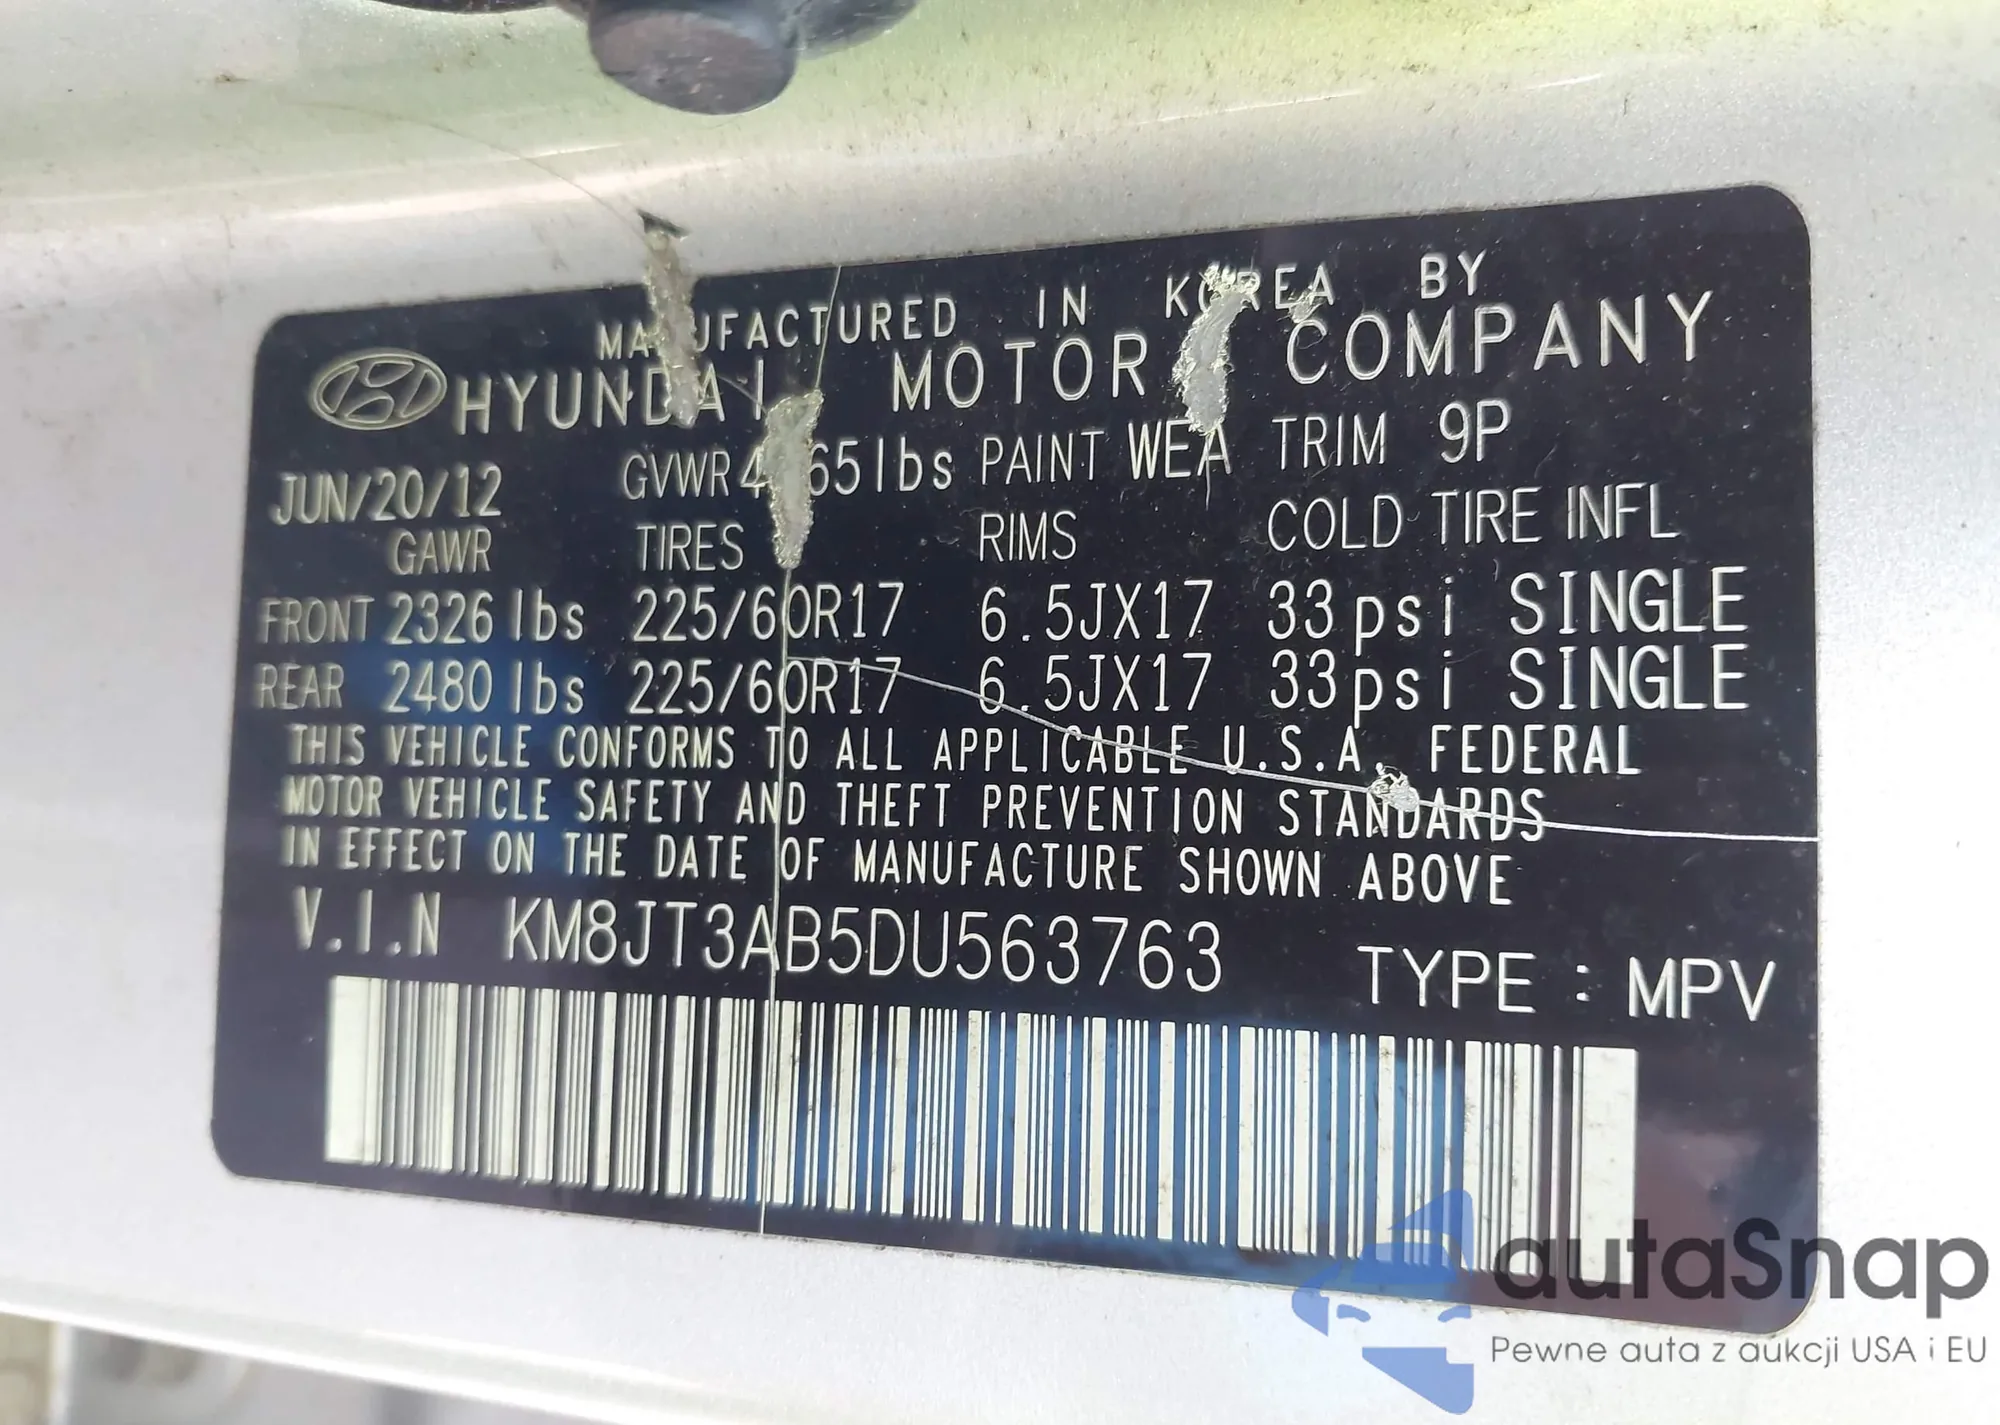 MANUFACTURED IN KOREA BY
HYUNDAI MOTOR COMPANY
JUN/20/12 PAINT WEA TRIM 9P
GAWR TIRES RIMS COLD TIRE INFL
FRONT 2326 lbs 225/60R17 6.5JX17 33psi SINGLE
REAR 2480 lbs 225/60R17 6.5JX17 33psi SINGLE
THIS VEHICLE CONFORMS TO ALL APPLICABLE U.S.A. FEDERAL
MOTOR VEHICLE SAFETY AND THEFT PREVENTION STANDARDS
IN EFFECT ON THE DATE OF MANUFACTURE SHOWN ABOVE
V.I.N KM8JT3AB5DU563763 TYPE : MPV
autaSnap
Pewne auta z aukcji USA i EU